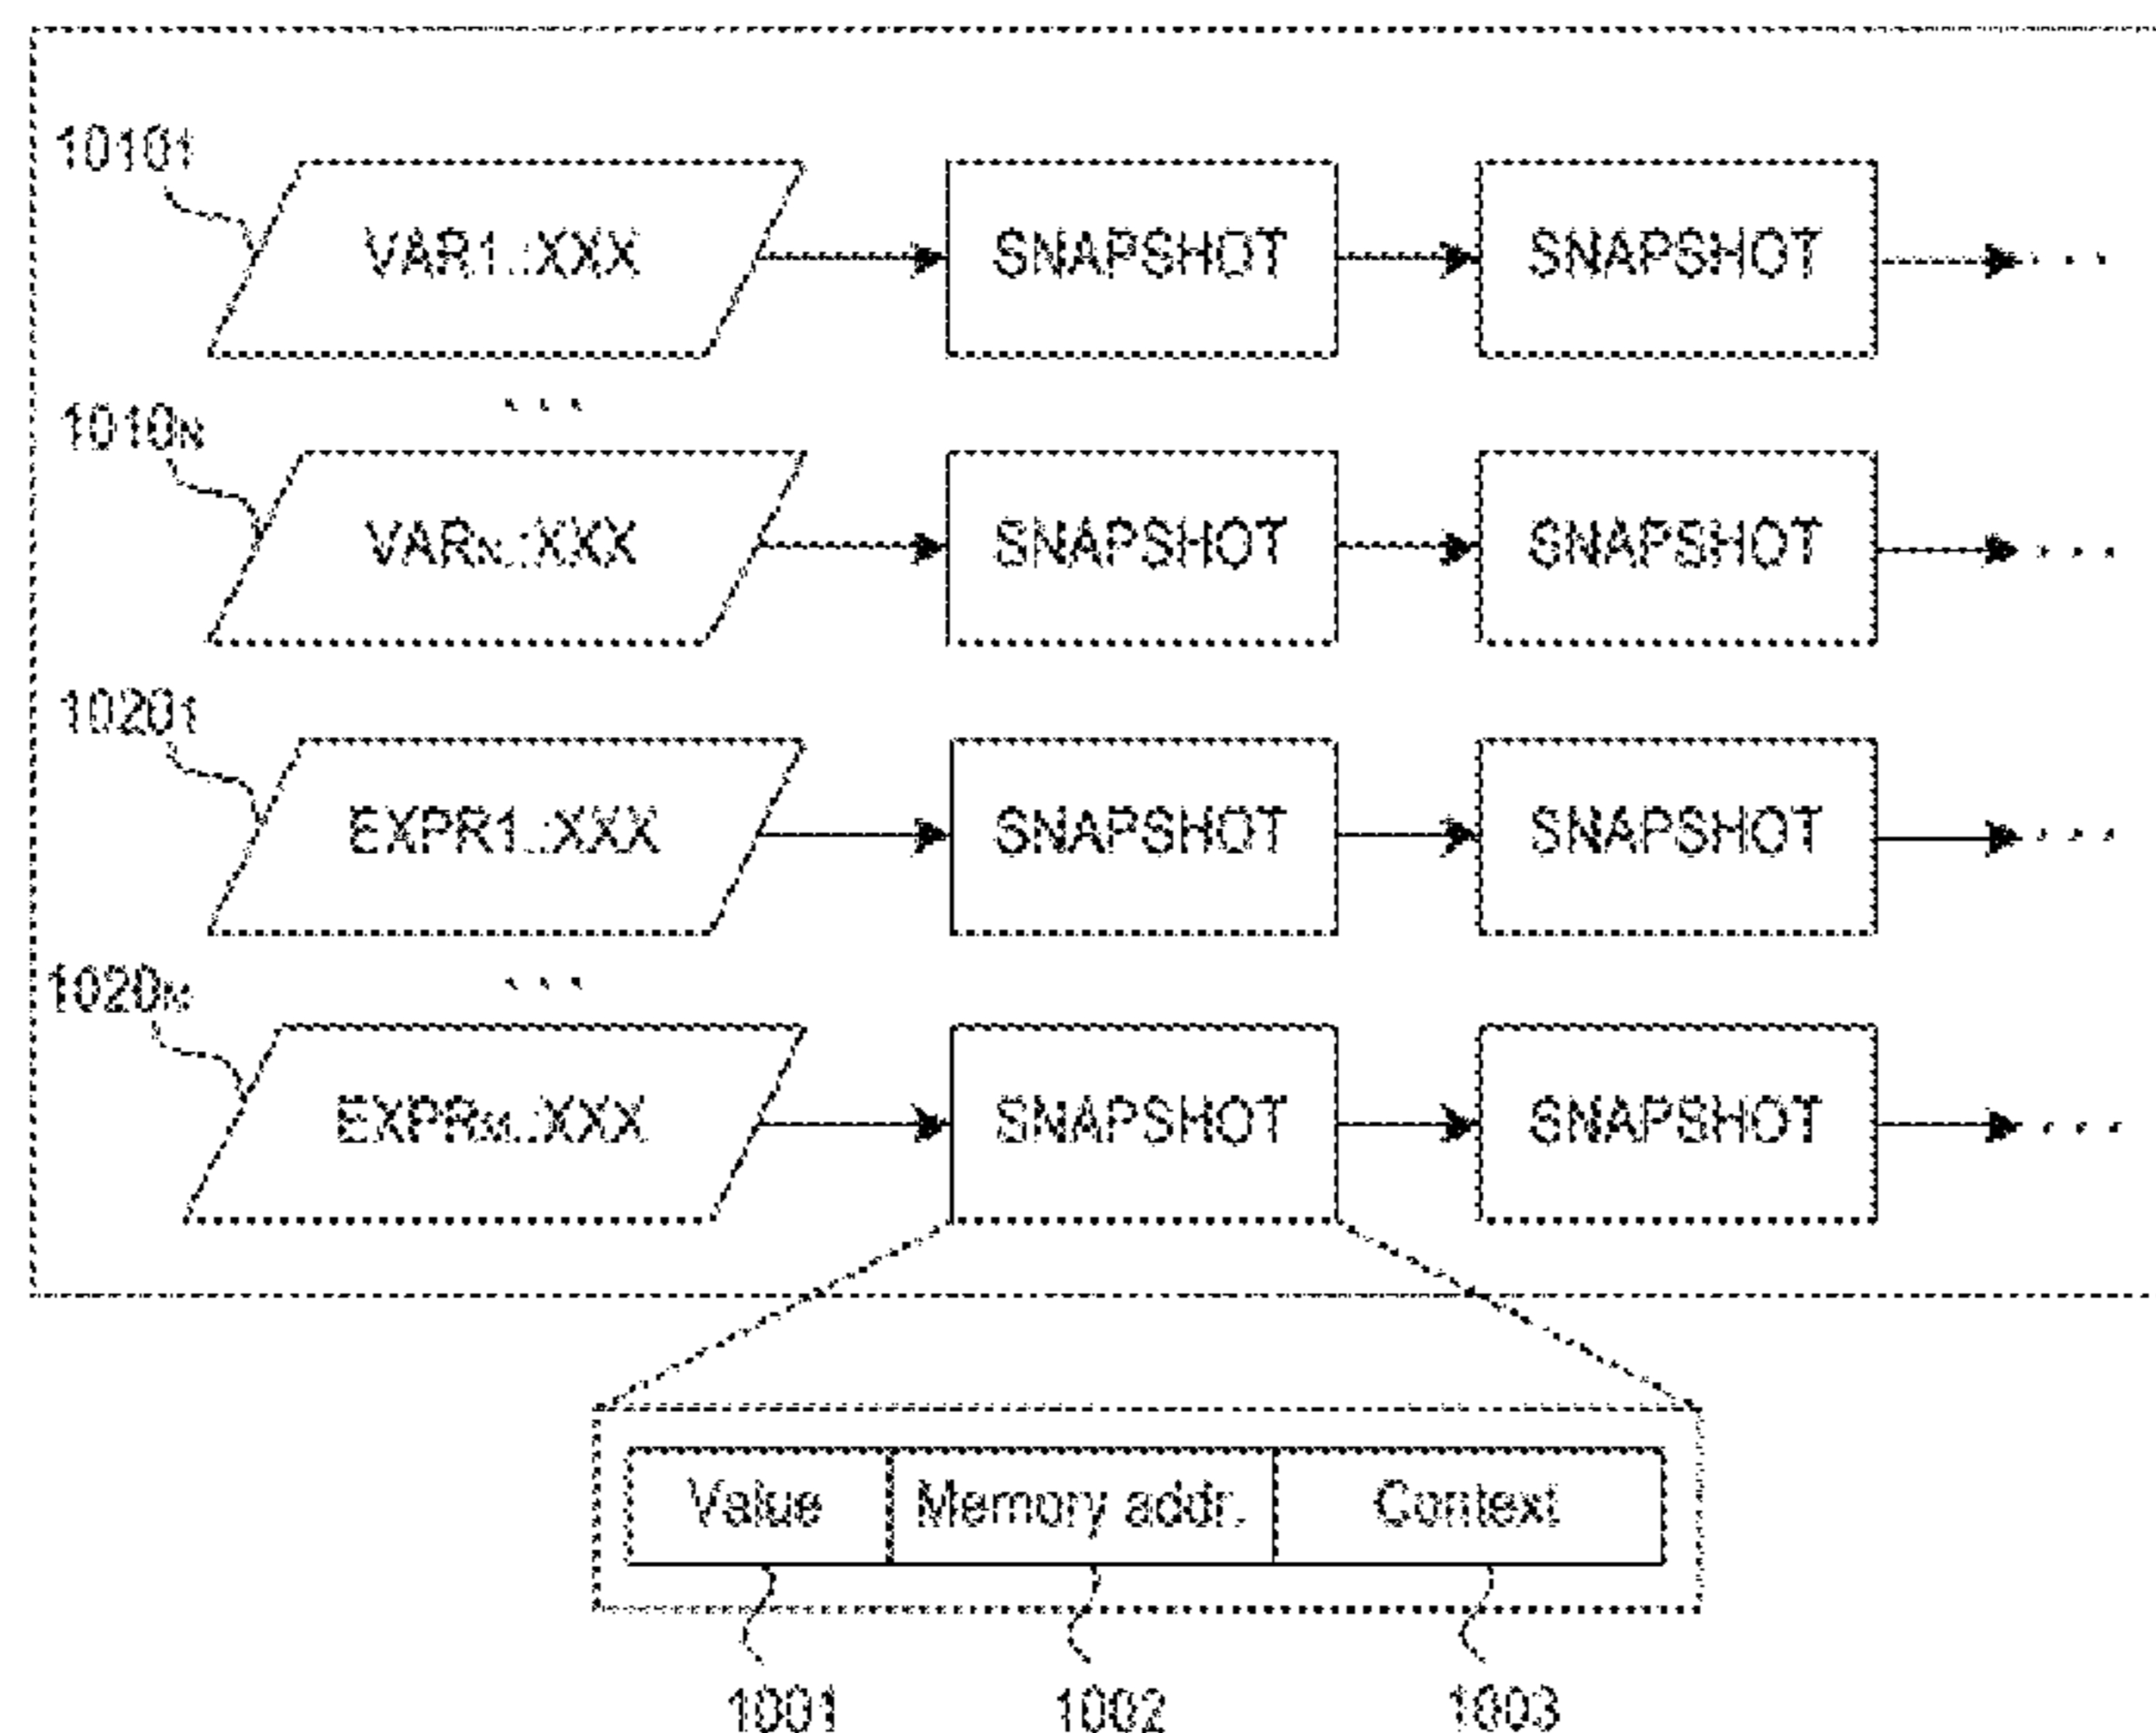 1010₁
VAR1.:XXX SNAPSHOT SNAPSHOT ...
...
1010ₙ
VARN.:XXX SNAPSHOT SNAPSHOT ...
1020₁
EXPR1.:XXX SNAPSHOT SNAPSHOT ...
...
1020ₘ
EXPRM.:XXX SNAPSHOT SNAPSHOT ...
Value Memory addr. Context
1001 1002 1003